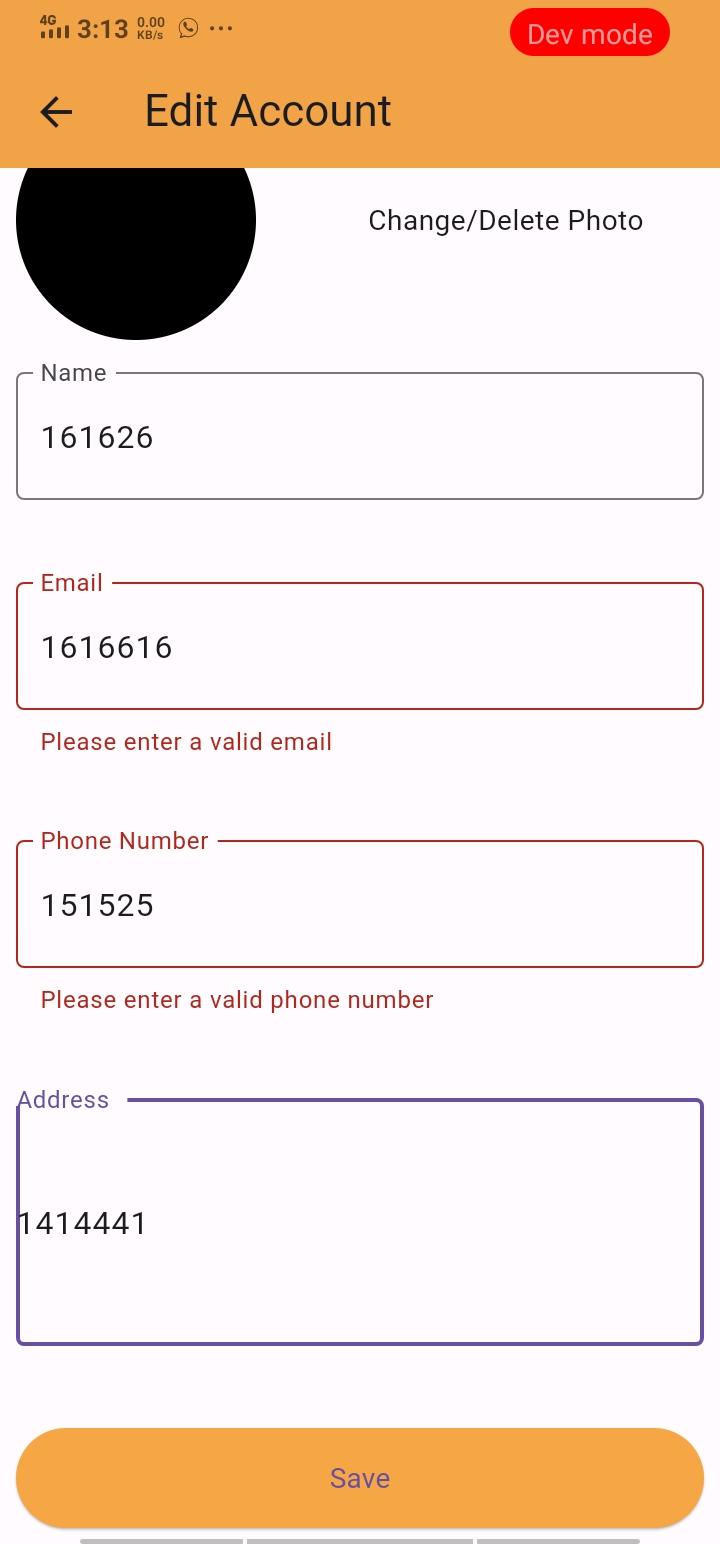 4G 3:13 0.00 KB/s ... Dev mode
Edit Account
Change/Delete Photo
Name
161626
Email
1616616
Please enter a valid email
Phone Number
151525
Please enter a valid phone number
Address
1414441
Save